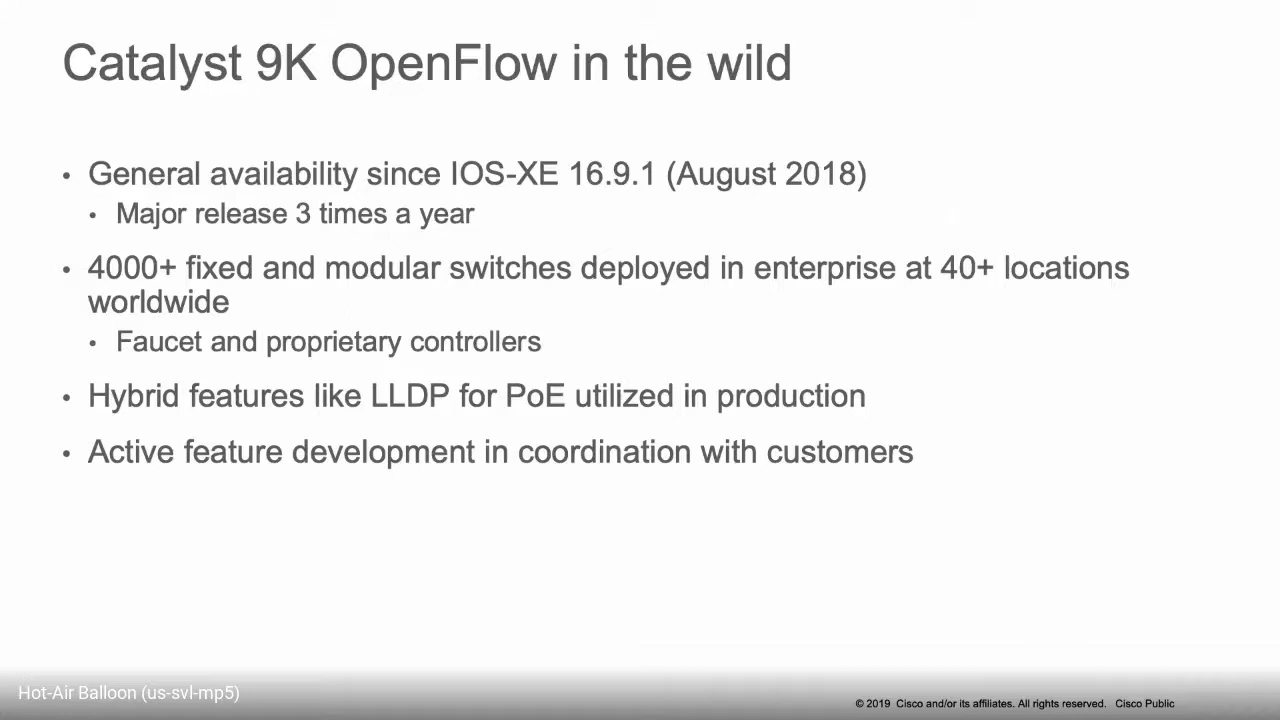 Catalyst 9K OpenFlow in the wild
• General availability since IOS-XE 16.9.1 (August 2018)
• Major release 3 times a year
• 4000+ fixed and modular switches deployed in enterprise at 40+ locations
worldwide
• Faucet and proprietary controllers
• Hybrid features like LLDP for PoE utilized in production
• Active feature development in coordination with customers
Hot-Air Balloon (us-svl-mp5)
© 2019 Cisco and/or its affiliates. All rights reserved. Cisco Public